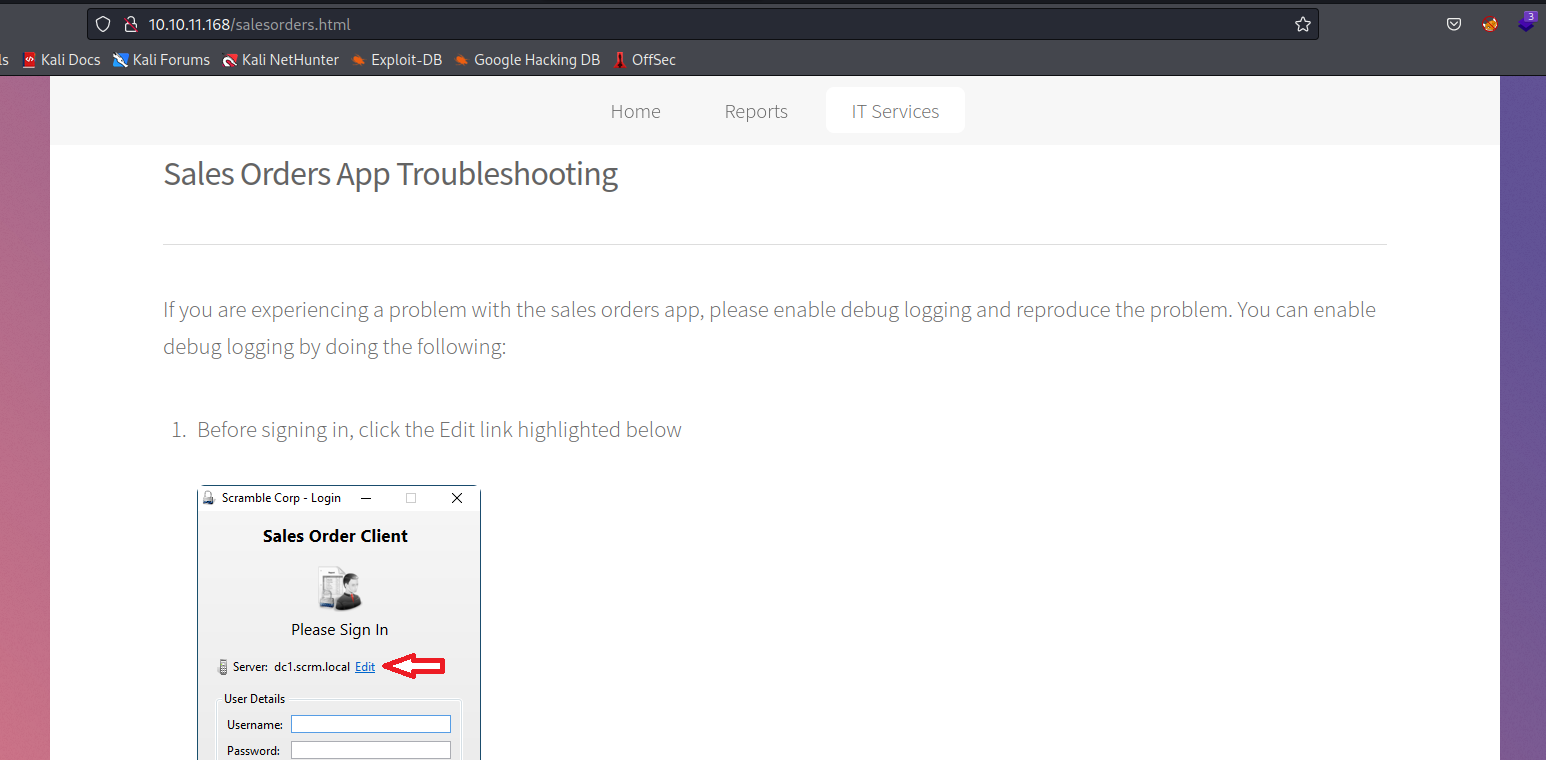 10.10.11.168/salesorders.html
3
ls Kali Docs Kali Forums Kali NetHunter Exploit-DB Google Hacking DB OffSec
Home Reports IT Services
Sales Orders App Troubleshooting
If you are experiencing a problem with the sales orders app, please enable debug logging and reproduce the problem. You can enable
debug logging by doing the following:
1. Before signing in, click the Edit link highlighted below
Scramble Corp - Login
Sales Order Client
Please Sign In
Server: dc1.scrm.local Edit
User Details
Username:
Password: